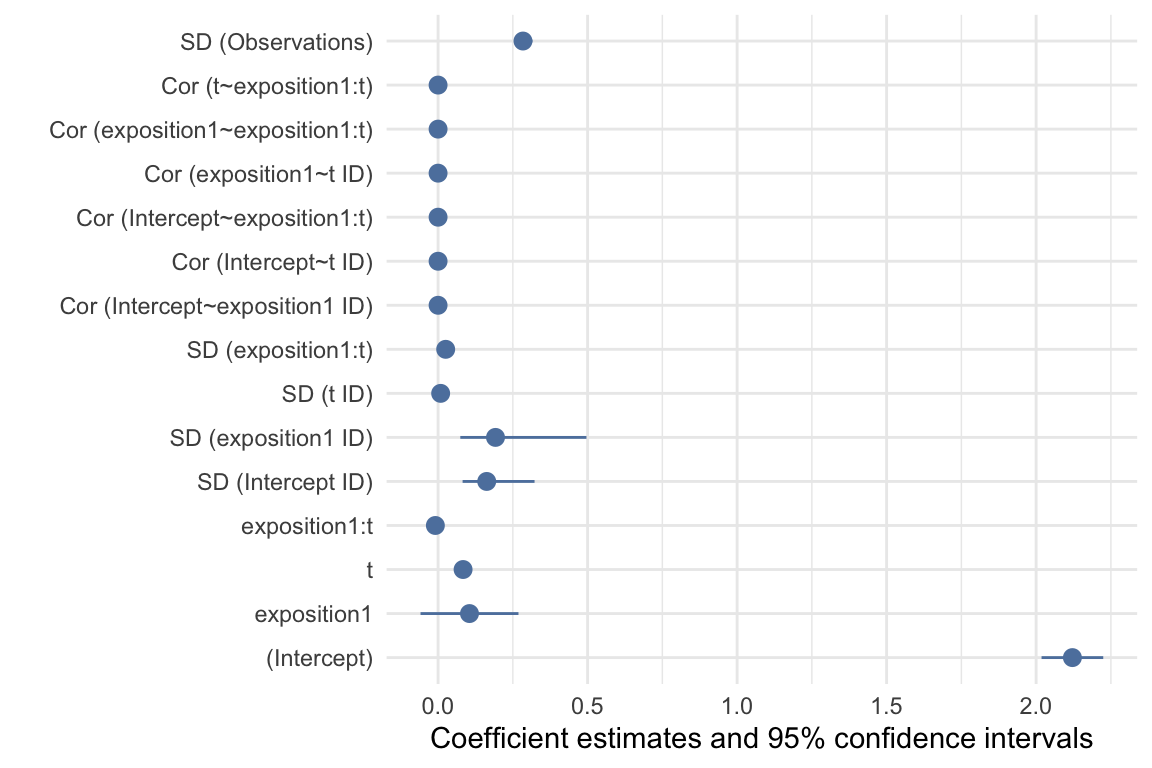 SD (Observations)
Cor (t~exposition1:t)
Cor (exposition1~exposition1:t)
Cor (exposition1~t ID)
Cor (Intercept~exposition1:t)
Cor (Intercept~t ID)
Cor (Intercept~exposition1 ID)
SD (exposition1:t)
SD (t ID)
SD (exposition1 ID)
SD (Intercept ID)
exposition1:t
t
exposition1
(Intercept)
0.0 0.5 1.0 1.5 2.0
Coefficient estimates and 95% confidence intervals